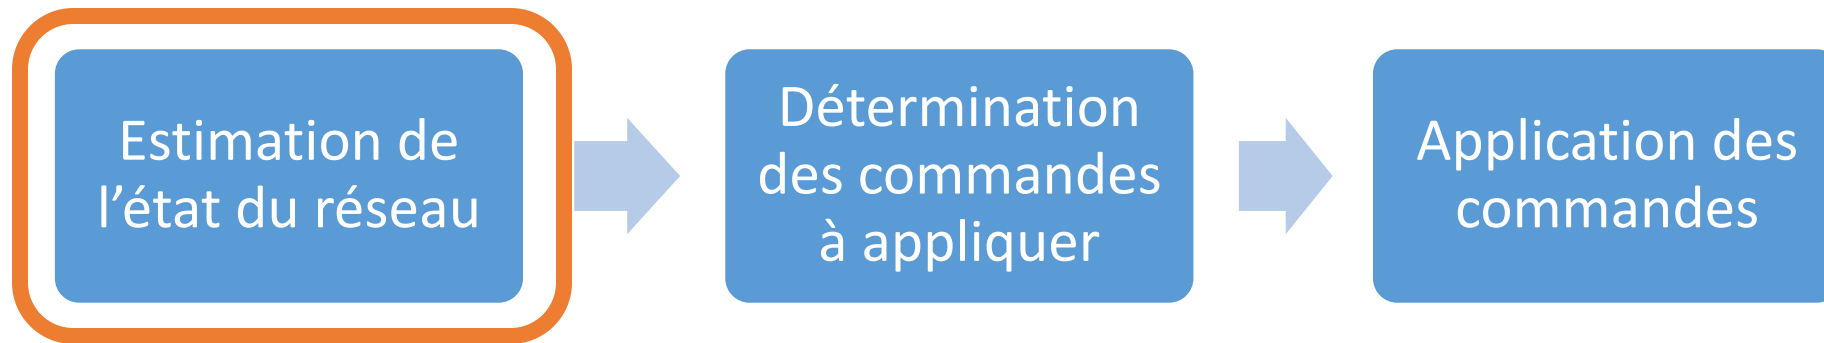 Estimation de
l’état du réseau
Détermination
des commandes
à appliquer
Application des
commandes